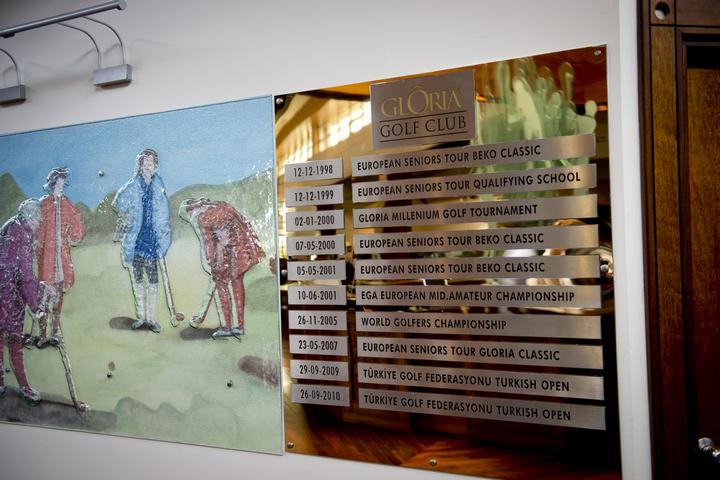 GLORIA
GOLF CLUB
12-12-1998 EUROPEAN SENIORS TOUR BEKO CLASSIC
12-12-1999 EUROPEAN SENIORS TOUR QUALIFYING SCHOOL
02-01-2000 GLORIA MILLENIUM GOLF TOURNAMENT
07-05-2000 EUROPEAN SENIORS TOUR BEKO CLASSIC
05-05-2001 EUROPEAN SENIORS TOUR BEKO CLASSIC
10-06-2001 EGA EUROPEAN MID.AMATEUR CHAMPIONSHIP
26-11-2005 WORLD GOLFERS CHAMPIONSHIP
23-05-2007 EUROPEAN SENIORS TOUR GLORIA CLASSIC
29-09-2009 TÜRKİYE GOLF FEDERASYONU TURKISH OPEN
26-09-2010 TÜRKİYE GOLF FEDERASYONU TURKISH OPEN